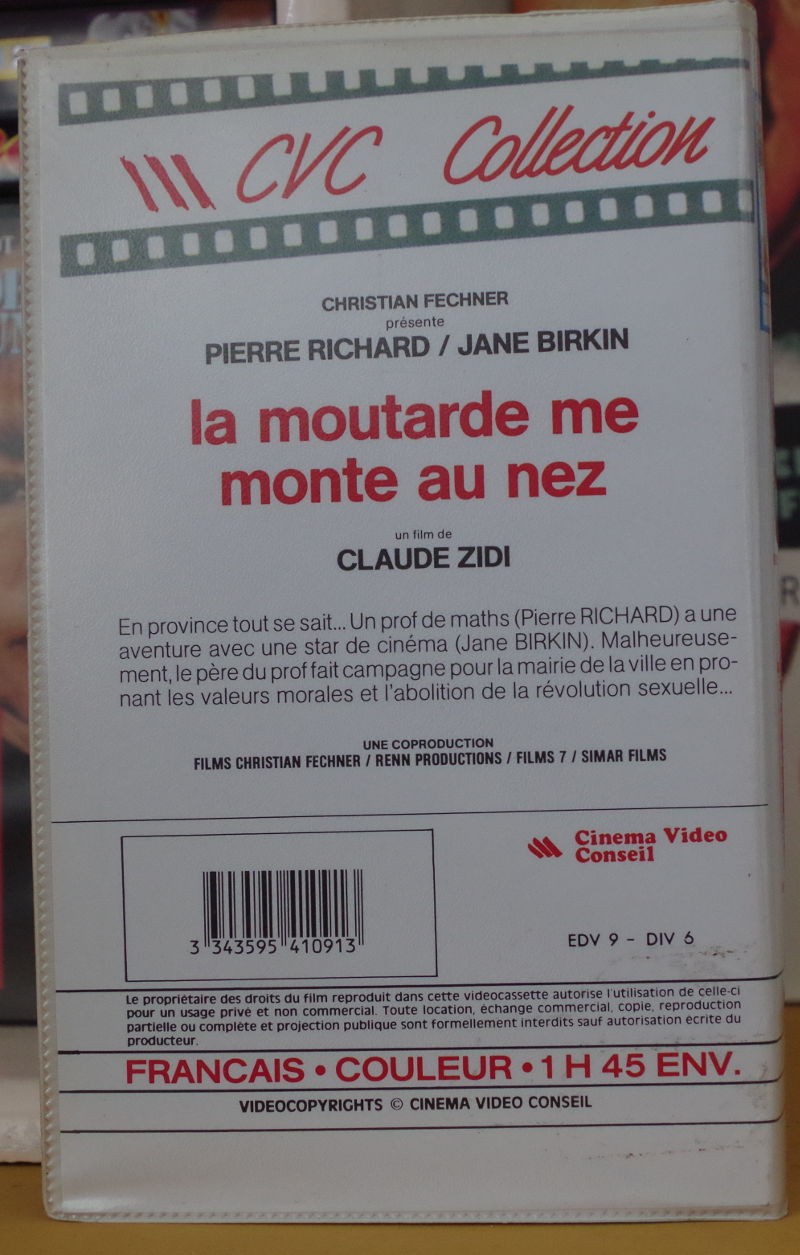 CVC Collection
CHRISTIAN FECHNER
présente
PIERRE RICHARD / JANE BIRKIN
la moutarde me
monte au nez
un film de
CLAUDE ZIDI
En province tout se sait... Un prof de maths (Pierre RICHARD) a une
aventure avec une star de cinéma (Jane BIRKIN). Malheureuse-
ment, le père du prof fait campagne pour la mairie de la ville en pro-
nant les valeurs morales et l'abolition de la révolution sexuelle...
UNE COPRODUCTION
FILMS CHRISTIAN FECHNER / RENN PRODUCTIONS / FILMS 7 / SIMAR FILMS
Cinema Video
Conseil
3 343595 410913
EDV 9 - DIV 6
Le propriétaire des droits du film reproduit dans cette videocassette autorise l'utilisation de celle-ci
pour un usage privé et non commercial. Toute location, échange commercial, copie, reproduction
partielle ou complète et projection publique sont formellement interdits sauf autorisation écrite du
producteur.
FRANCAIS • COULEUR • 1 H 45 ENV.
VIDEOCOPYRIGHTS © CINEMA VIDEO CONSEIL